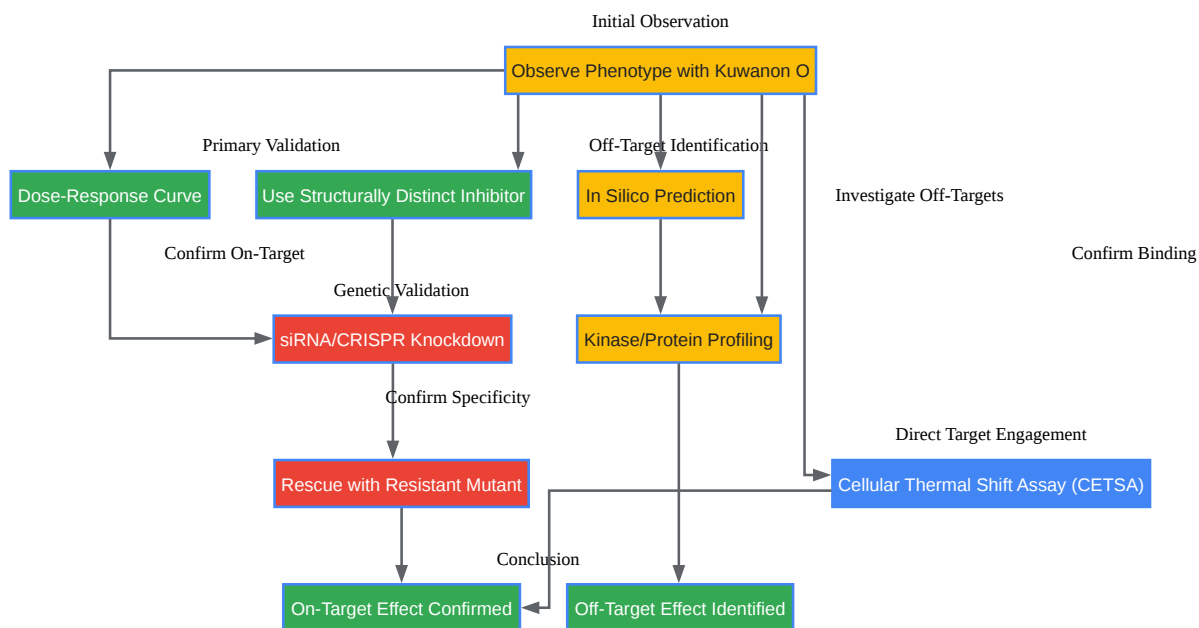 Initial Observation
Observe Phenotype with Kuwanon O
Primary Validation
Off-Target Identification
Dose-Response Curve
Use Structurally Distinct Inhibitor
In Silico Prediction
Investigate Off-Targets
Confirm On-Target
Confirm Binding
Genetic Validation
siRNA/CRISPR Knockdown
Kinase/Protein Profiling
Confirm Specificity
Direct Target Engagement
Rescue with Resistant Mutant
Cellular Thermal Shift Assay (CETSA)
Conclusion
On-Target Effect Confirmed
Off-Target Effect Identified